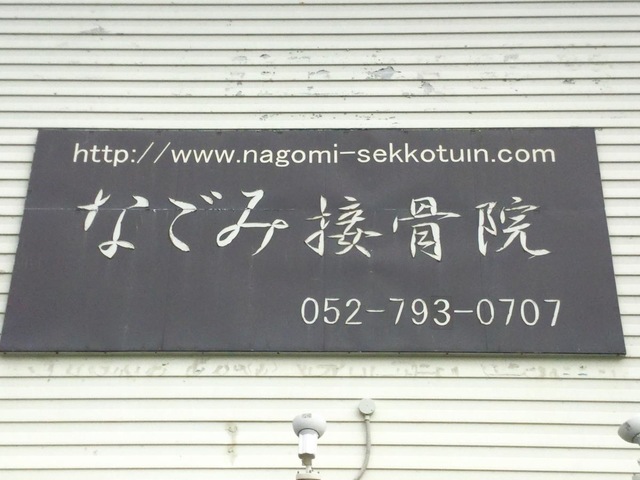 http://www.nagomi-sekkotuin.com
なごみ接骨院
052-793-0707